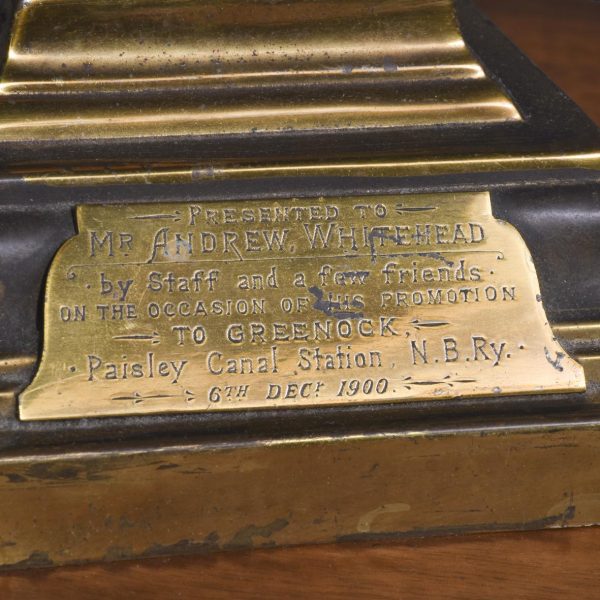 PRESENTED TO
MR ANDREW WHITEHEAD
by Staff and a few friends
ON THE OCCASION OF HIS PROMOTION
TO GREENOCK,
Paisley Canal Station, N.B.Ry.
6TH DECR 1900.